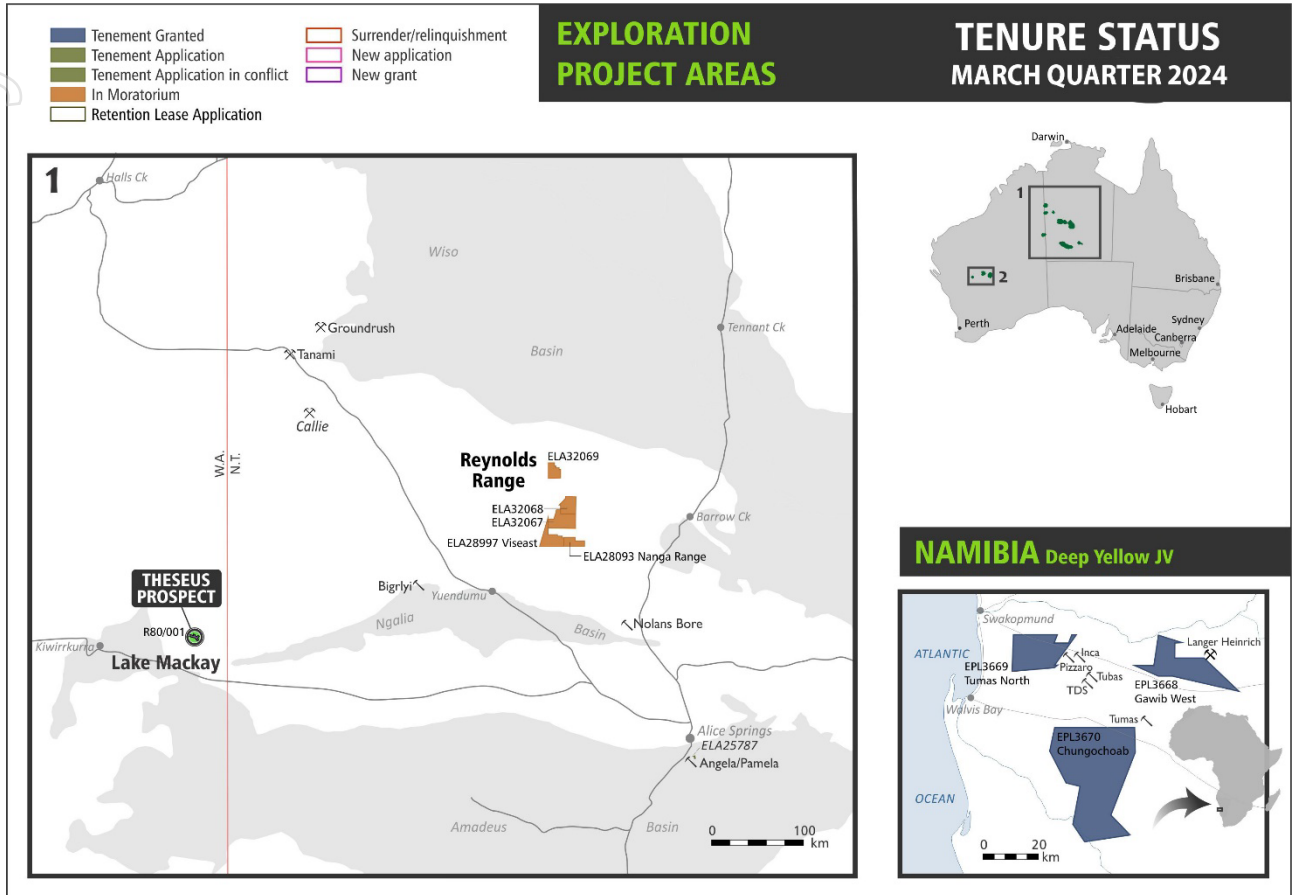 Tenement Granted
Tenement Application
Tenement Application in conflict
In Moratorium
Retention Lease Application
Surrender/relinquishment
New application
New grant
EXPLORATION
PROJECT AREAS
TENURE STATUS
MARCH QUARTER 2024
1
Halls Ck
Wiso
Basin
Groundrush
Tanami
Callie
Tennant Ck
W.A.
N.T.
Reynolds
Range
ELA32069
ELA32068
ELA32067
ELA28997 Viseast
ELA28093 Nanga Range
Barrow Ck
THESEUS
PROSPECT
R80/001
Kiwirrkurra
Lake Mackay
Bigrlyi
Yuendumu
Ngalia
Basin
Nolans Bore
Alice Springs
ELA25787
Angela/Pamela
Amadeus
Basin
0 100
km
Darwin
1
2
Brisbane
Perth
Sydney
Adelaide
Canberra
Melbourne
Hobart
NAMIBIA Deep Yellow JV
Swakopmund
ATLANTIC
EPL3669
Tumas North
Inca
Pizzaro
Tubas
TDS
Langer Heinrich
EPL3668
Gawib West
Walvis Bay
Tumas
EPL3670
Chungochoab
OCEAN
0 20
km